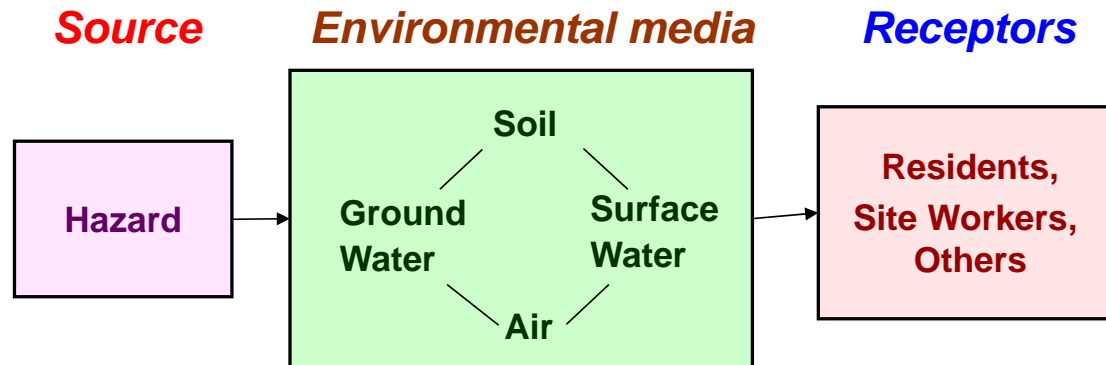 Source
Environmental media
Receptors
Hazard
Soil
Ground
Water
Surface
Water
Air
Residents,
Site Workers,
Others